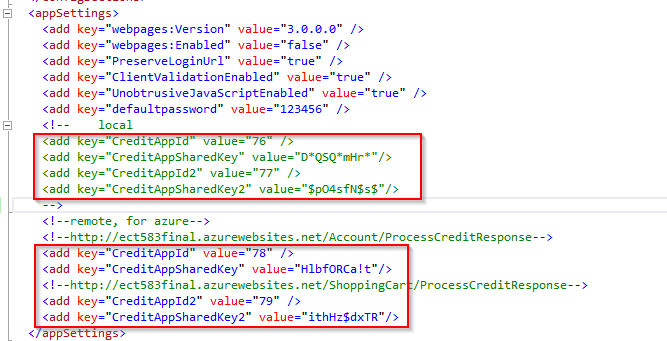 <appSettings>
<add key="webpages:Version" value="3.0.0.0" />
<add key="webpages:Enabled" value="false" />
<add key="PreserveLoginUrl" value="true" />
<add key="ClientValidationEnabled" value="true" />
<add key="UnobtrusiveJavaScriptEnabled" value="true" />
<add key="defaultpassword" value="123456" />
<!--   local
<add key="CreditAppId" value="76" />
<add key="CreditAppSharedKey" value="D*QSQ*mHr*"/>
<add key="CreditAppId2" value="77" />
<add key="CreditAppSharedKey2" value="$pO4sfN$s$"/>
-->
<!--remote, for azure-->
<!--http://ect583final.azurewebsites.net/Account/ProcessCreditResponse-->
<add key="CreditAppId" value="78" />
<add key="CreditAppSharedKey" value="HlbfORCa!t"/>
<!--http://ect583final.azurewebsites.net/ShoppingCart/ProcessCreditResponse-->
<add key="CreditAppId2" value="79" />
<add key="CreditAppSharedKey2" value="ithHz$dxTR"/>
</appSettings>